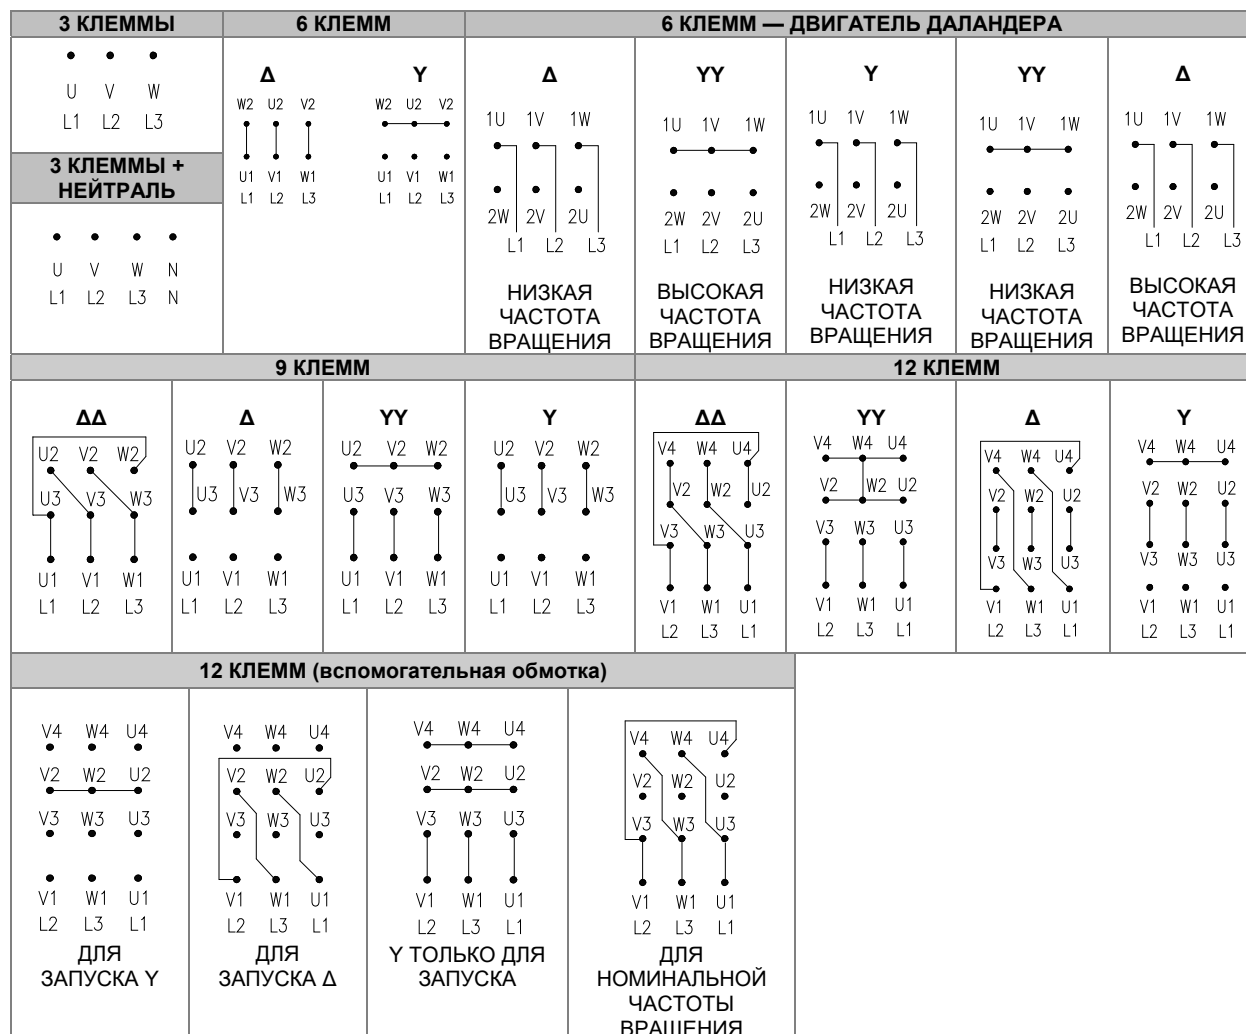 3 КЛЕММЫ
U V W
L1 L2 L3
3 КЛЕММЫ +
НЕЙТРАЛЬ
U V W N
L1 L2 L3 N
6 КЛЕММ
Δ
W2 U2 V2
U1 V1 W1
L1 L2 L3
Y
W2 U2 V2
U1 V1 W1
L1 L2 L3
6 КЛЕММ — ДВИГАТЕЛЬ ДАЛАНДЕРА
Δ
1U 1V 1W
2W 2V 2U
L1 L2 L3
НИЗКАЯ
ЧАСТОТА
ВРАЩЕНИЯ
YY
1U 1V 1W
2W 2V 2U
L1 L2 L3
ВЫСОКАЯ
ЧАСТОТА
ВРАЩЕНИЯ
Y
1U 1V 1W
2W 2V 2U
L1 L2 L3
НИЗКАЯ
ЧАСТОТА
ВРАЩЕНИЯ
YY
1U 1V 1W
2W 2V 2U
L1 L2 L3
НИЗКАЯ
ЧАСТОТА
ВРАЩЕНИЯ
Δ
1U 1V 1W
2W 2V 2U
L1 L2 L3
ВЫСОКАЯ
ЧАСТОТА
ВРАЩЕНИЯ
9 КЛЕММ
ΔΔ
U2 V2 W2
U3 V3 W3
U1 V1 W1
L1 L2 L3
Δ
U2 V2 W2
U3 V3 W3
U1 V1 W1
L1 L2 L3
YY
U2 V2 W2
U3 V3 W3
U1 V1 W1
L1 L2 L3
Y
U2 V2 W2
U3 V3 W3
U1 V1 W1
L1 L2 L3
12 КЛЕММ
ΔΔ
V4 W4 U4
V2 W2 U2
V3 W3 U3
V1 W1 U1
L2 L3 L1
YY
V4 W4 U4
V2 W2 U2
V3 W3 U3
V1 W1 U1
L2 L3 L1
Δ
V4 W4 U4
V2 W2 U2
V3 W3 U3
V1 W1 U1
L2 L3 L1
Y
V4 W4 U4
V2 W2 U2
V3 W3 U3
V1 W1 U1
L2 L3 L1
12 КЛЕММ (вспомогательная обмотка)
V4 W4 U4
V2 W2 U2
V3 W3 U3
V1 W1 U1
L2 L3 L1
ДЛЯ
ЗАПУСКА Y
V4 W4 U4
V2 W2 U2
V3 W3 U3
V1 W1 U1
L2 L3 L1
ДЛЯ
ЗАПУСКА Δ
V4 W4 U4
V2 W2 U2
V3 W3 U3
V1 W1 U1
L2 L3 L1
Y ТОЛЬКО ДЛЯ
ЗАПУСКА
V4 W4 U4
V2 W2 U2
V3 W3 U3
V1 W1 U1
L2 L3 L1
ДЛЯ
НОМИНАЛЬНОЙ
ЧАСТОТЫ
ВРАЩЕНИЯ